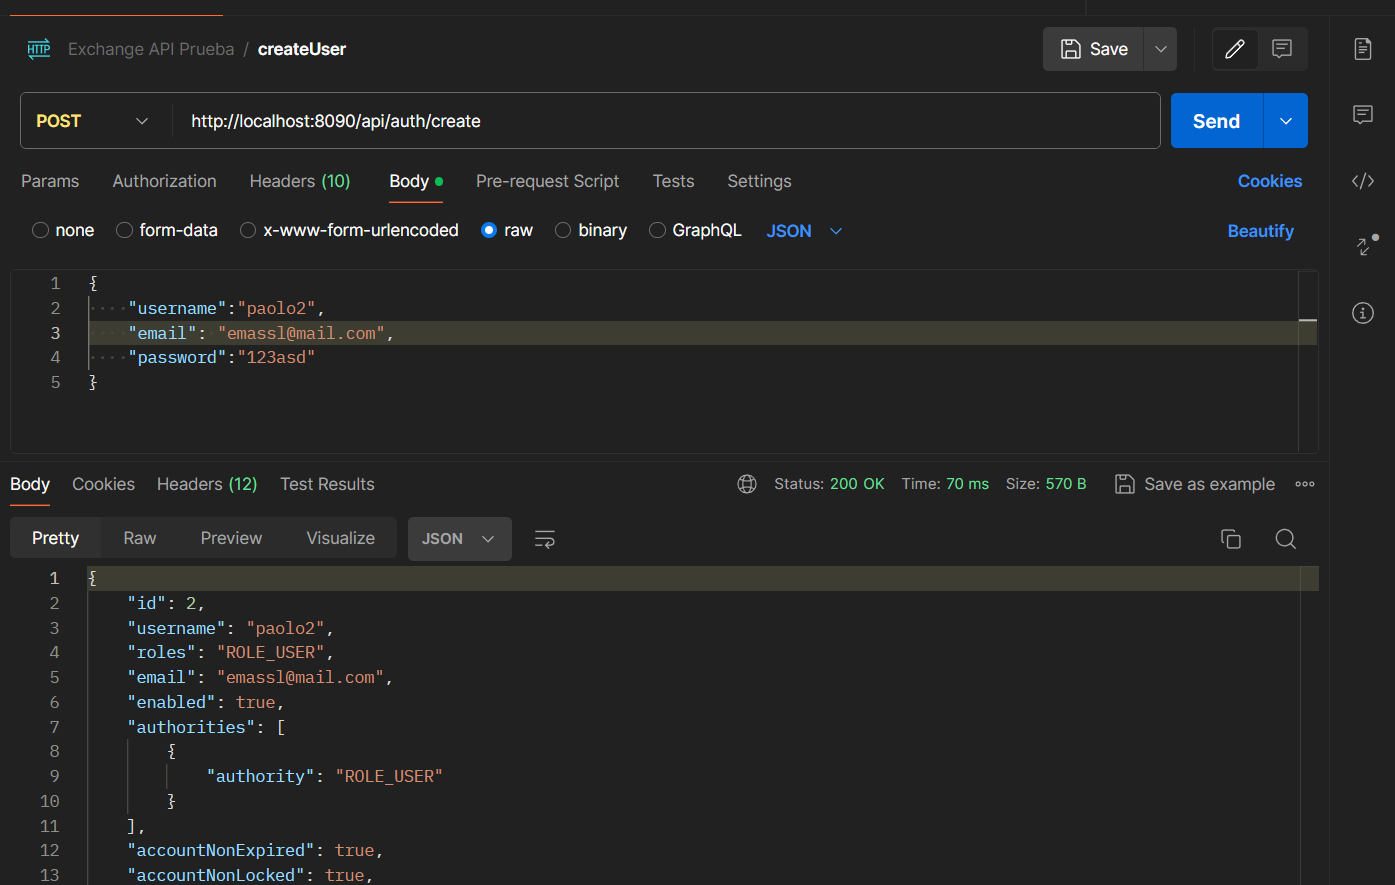 HTTP Exchange API Prueba / createUser Save
POST http://localhost:8090/api/auth/create Send
Params Authorization Headers (10) Body Pre-request Script Tests Settings Cookies
none form-data x-www-form-urlencoded raw binary GraphQL JSON Beautify
1 {
2 ····"username":"paolo2",
3 ····"email":·"emassl@mail.com",
4 ····"password":"123asd"
5 }
Body Cookies Headers (12) Test Results Status: 200 OK Time: 70 ms Size: 570 B Save as example
Pretty Raw Preview Visualize JSON
1 {
2 "id": 2,
3 "username": "paolo2",
4 "roles": "ROLE_USER",
5 "email": "emassl@mail.com",
6 "enabled": true,
7 "authorities": [
8 {
9 "authority": "ROLE_USER"
10 }
11 ],
12 "accountNonExpired": true,
13 "accountNonLocked": true,